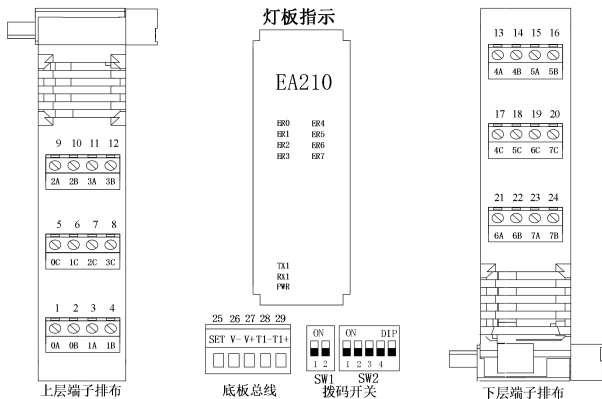 灯板指示
EA210
ER0 ER4
ER1 ER5
ER2 ER6
ER3 ER7
TX1
RX1
PWR
9 10 11 12
2A 2B 3A 3B
5 6 7 8
0C 1C 2C 3C
1 2 3 4
0A 0B 1A 1B
上层端子排布
25 26 27 28 29
SET V- V+ T1- T1+
底板总线
ON
1 2
SW1
ON DIP
1 2 3 4
SW2
拨码开关
13 14 15 16
4A 4B 5A 5B
17 18 19 20
4C 5C 6C 7C
21 22 23 24
6A 6B 7A 7B
下层端子排布